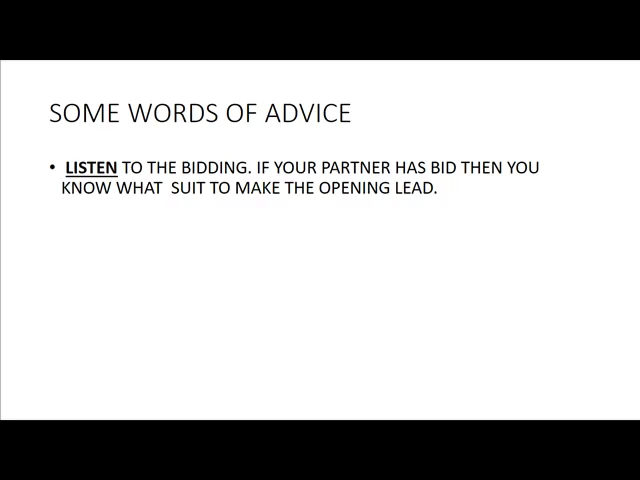 SOME WORDS OF ADVICE
• LISTEN TO THE BIDDING. IF YOUR PARTNER HAS BID THEN YOU
KNOW WHAT  SUIT TO MAKE THE OPENING LEAD.